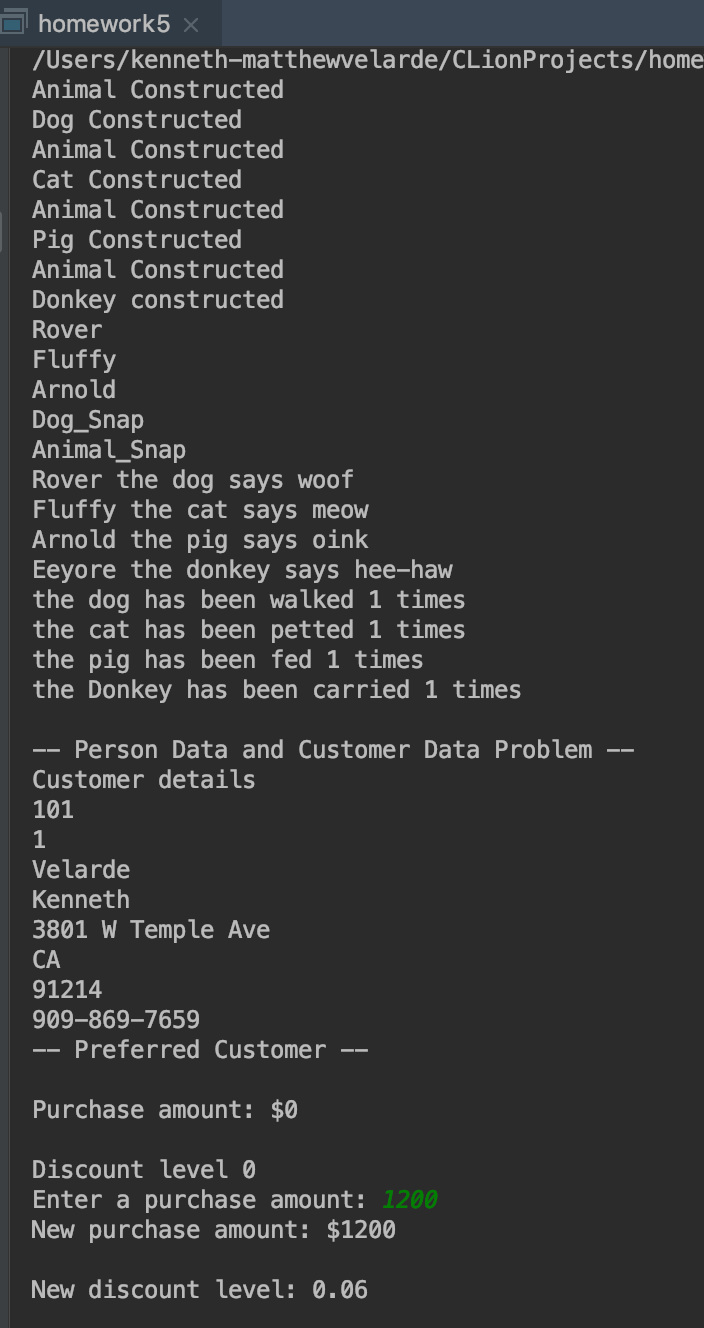 homework5
/Users/kenneth-matthewvelarde/CLionProjects/home
Animal Constructed
Dog Constructed
Animal Constructed
Cat Constructed
Animal Constructed
Pig Constructed
Animal Constructed
Donkey constructed
Rover
Fluffy
Arnold
Dog_Snap
Animal_Snap
Rover the dog says woof
Fluffy the cat says meow
Arnold the pig says oink
Eeyore the donkey says hee-haw
the dog has been walked 1 times
the cat has been petted 1 times
the pig has been fed 1 times
the Donkey has been carried 1 times
-- Person Data and Customer Data Problem --
Customer details
101
1
Velarde
Kenneth
3801 W Temple Ave
CA
91214
909-869-7659
-- Preferred Customer --
Purchase amount: $0
Discount level 0
Enter a purchase amount: 1200
New purchase amount: $1200
New discount level: 0.06